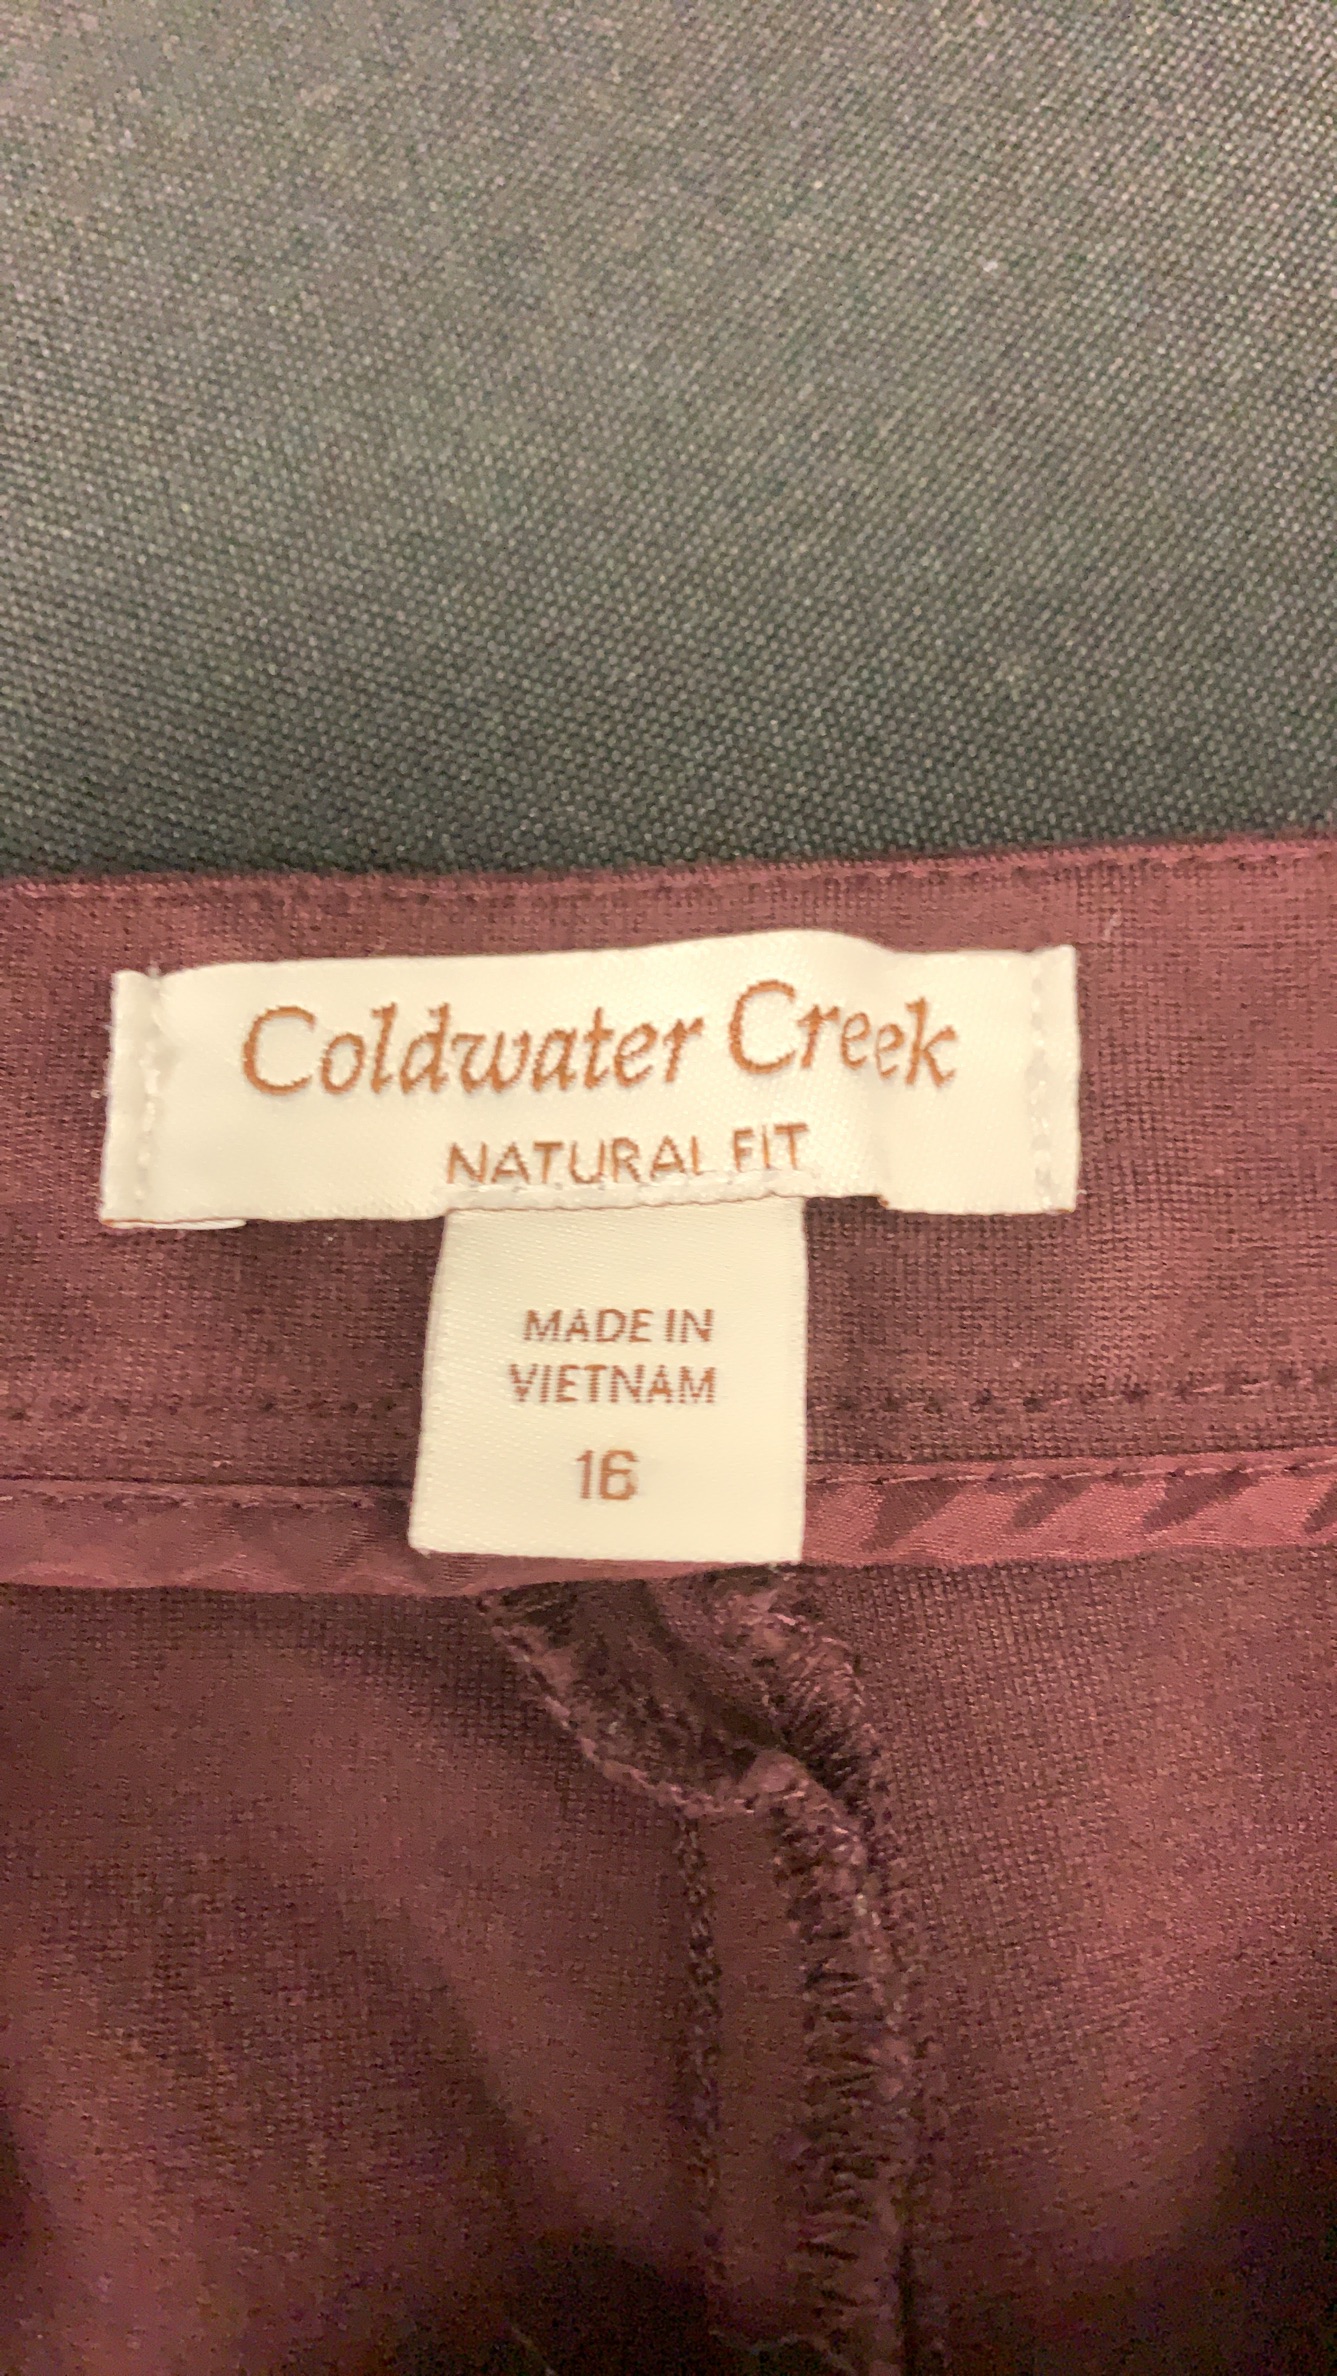 Coldwater Creek
NATURAL FIT
MADE IN
VIETNAM
16